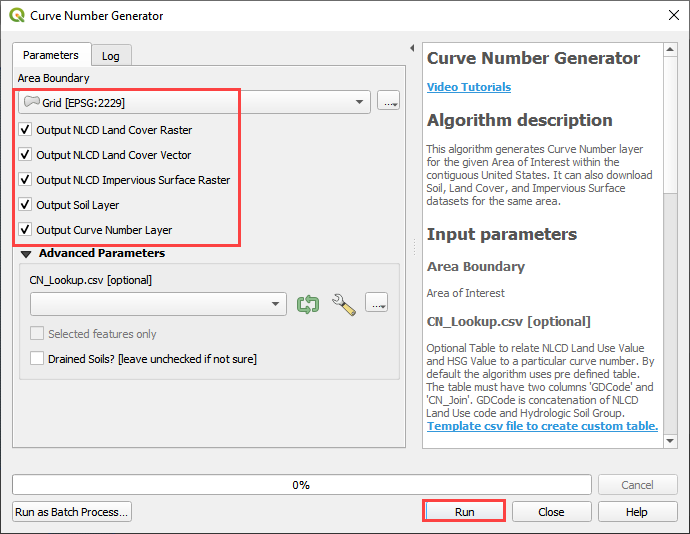 Curve Number Generator
Parameters
Log
Area Boundary
Grid [EPSG:2229]
...
Output NLCD Land Cover Raster
Output NLCD Land Cover Vector
Output NLCD Impervious Surface Raster
Output Soil Layer
Output Curve Number Layer
Advanced Parameters
CN_Lookup.csv [optional]
...
Selected features only
Drained Soils? [leave unchecked if not sure]
Curve Number Generator
Video Tutorials
Algorithm description
This algorithm generates Curve Number layer
for the given Area of Interest within the
contiguous United States. It can also download
Soil, Land Cover, and Impervious Surface
datasets for the same area.
Input parameters
Area Boundary
Area of Interest
CN_Lookup.csv [optional]
Optional Table to relate NLCD Land Use Value
and HSG Value to a particular curve number. By
default the algorithm uses pre defined table.
The table must have two columns 'GDCode' and
'CN_Join'. GDCode is concatenation of NLCD
Land Use code and Hydrologic Soil Group.
Template csv file to create custom table.
0%
Cancel
Run as Batch Process...
Run
Close
Help